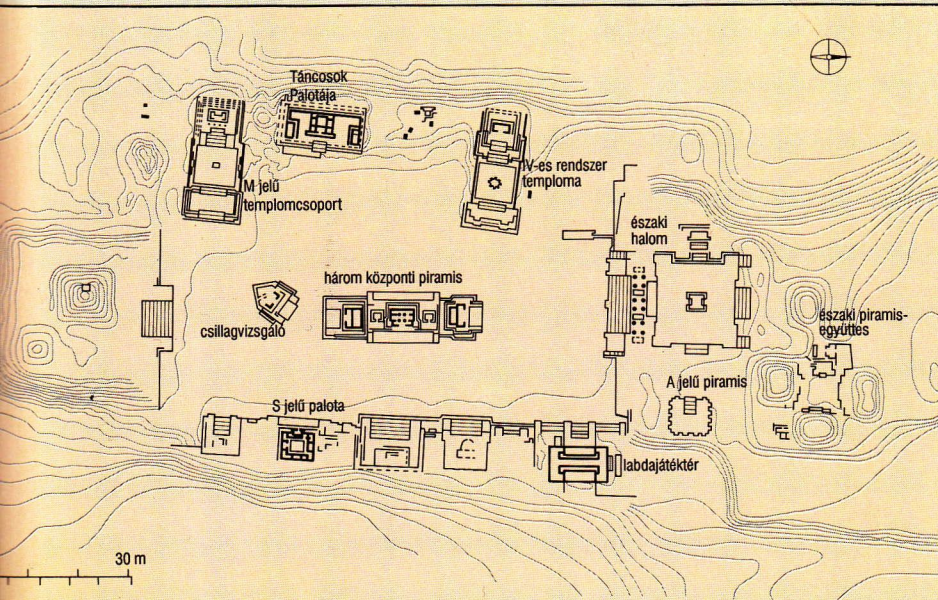 Táncosok
Palotája
M jelű
templomcsoport
IV-es rendszer
temploma
északi
halom
három központi piramis
csillagvizsgáló
északi piramis-
együttes
A jelű piramis
S jelű palota
labdajátéktér
30 m